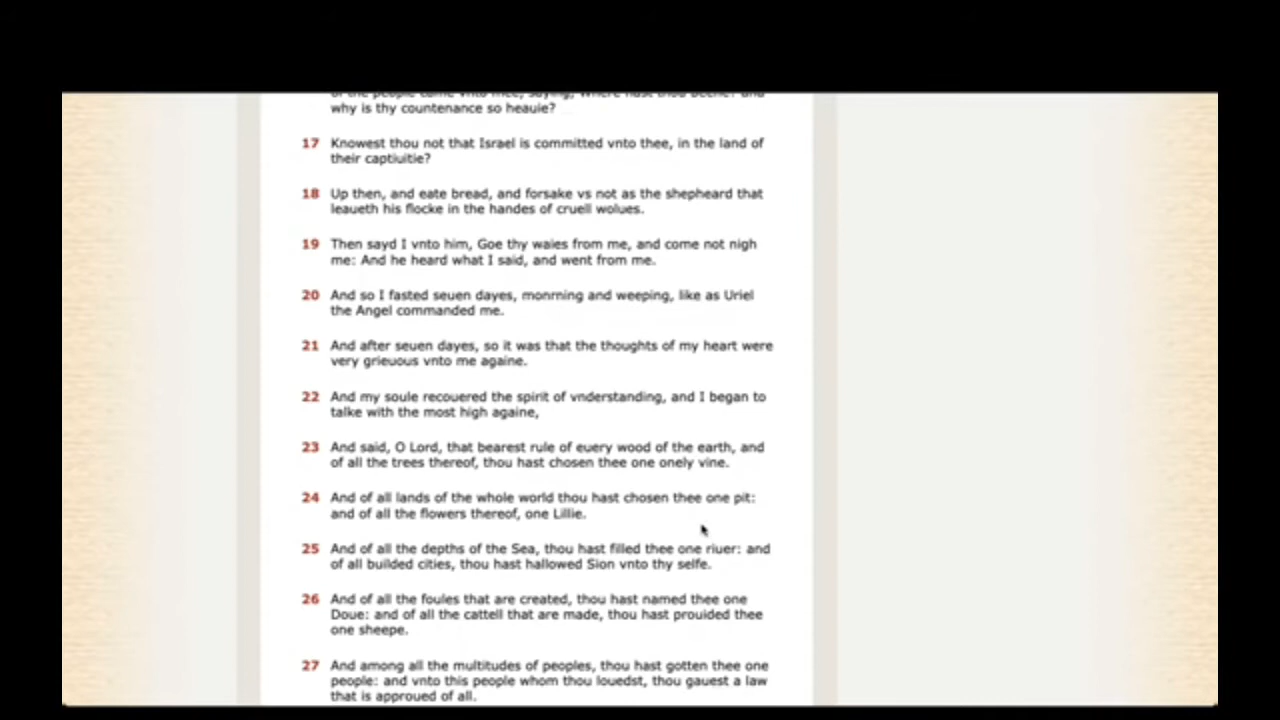 of the people came vnto mee, saying, Where hast thou beene? and
why is thy countenance so heauie?
17 Knowest thou not that Israel is committed vnto thee, in the land of
their captiuitie?
18 Up then, and eate bread, and forsake vs not as the shepheard that
leaueth his flocke in the handes of cruell wolues.
19 Then sayd I vnto him, Goe thy waies from me, and come not nigh
me: And he heard what I said, and went from me.
20 And so I fasted seuen dayes, monrning and weeping, like as Uriel
the Angel commanded me.
21 And after seuen dayes, so it was that the thoughts of my heart were
very grieuous vnto me againe.
22 And my soule recouered the spirit of vnderstanding, and I began to
talke with the most high againe,
23 And said, O Lord, that bearest rule of euery wood of the earth, and
of all the trees thereof, thou hast chosen thee one onely vine.
24 And of all lands of the whole world thou hast chosen thee one pit:
and of all the flowers thereof, one Lillie.
25 And of all the depths of the Sea, thou hast filled thee one riuer: and
of all builded cities, thou hast hallowed Sion vnto thy selfe.
26 And of all the foules that are created, thou hast named thee one
Doue: and of all the cattell that are made, thou hast prouided thee
one sheepe.
27 And among all the multitudes of peoples, thou hast gotten thee one
people: and vnto this people whom thou louedst, thou gauest a law
that is approued of all.